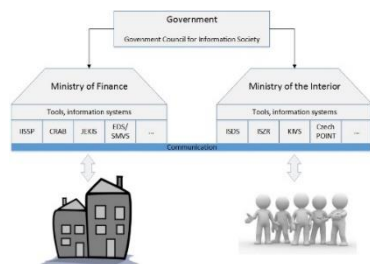 Government
Government Council for Information Society
Ministry of Finance
Ministry of the Interior
Tools, information systems
Tools, information systems
IISSP
CRAB
JEKIS
EDS/
SMVS
...
ISDS
ISZR
KIVS
Czech
POINT
...
Communication